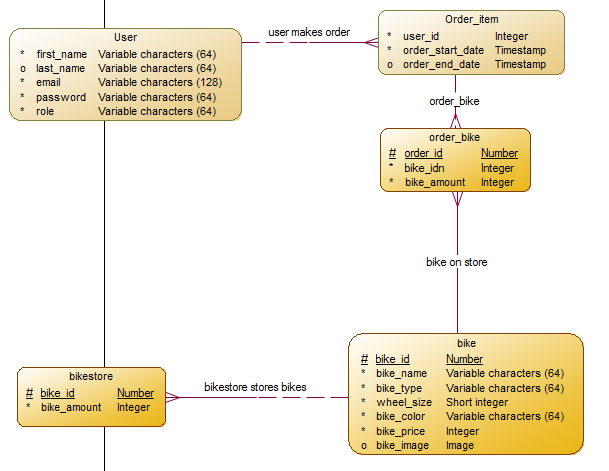 User
* first_name Variable characters (64)
o last_name Variable characters (64)
* email Variable characters (128)
* password Variable characters (64)
* role Variable characters (64)
user makes order
Order_item
* user_id Integer
* order_start_date Timestamp
o order_end_date Timestamp
order_bike
order_bike
# order_id Number
* bike_idn Integer
* bike_amount Integer
bike on store
bike
# bike_id Number
* bike_name Variable characters (64)
* bike_type Variable characters (64)
* wheel_size Short integer
* bike_color Variable characters (64)
* bike_price Integer
o bike_image Image
bikestore stores bikes
bikestore
# bike_id Number
* bike_amount Integer